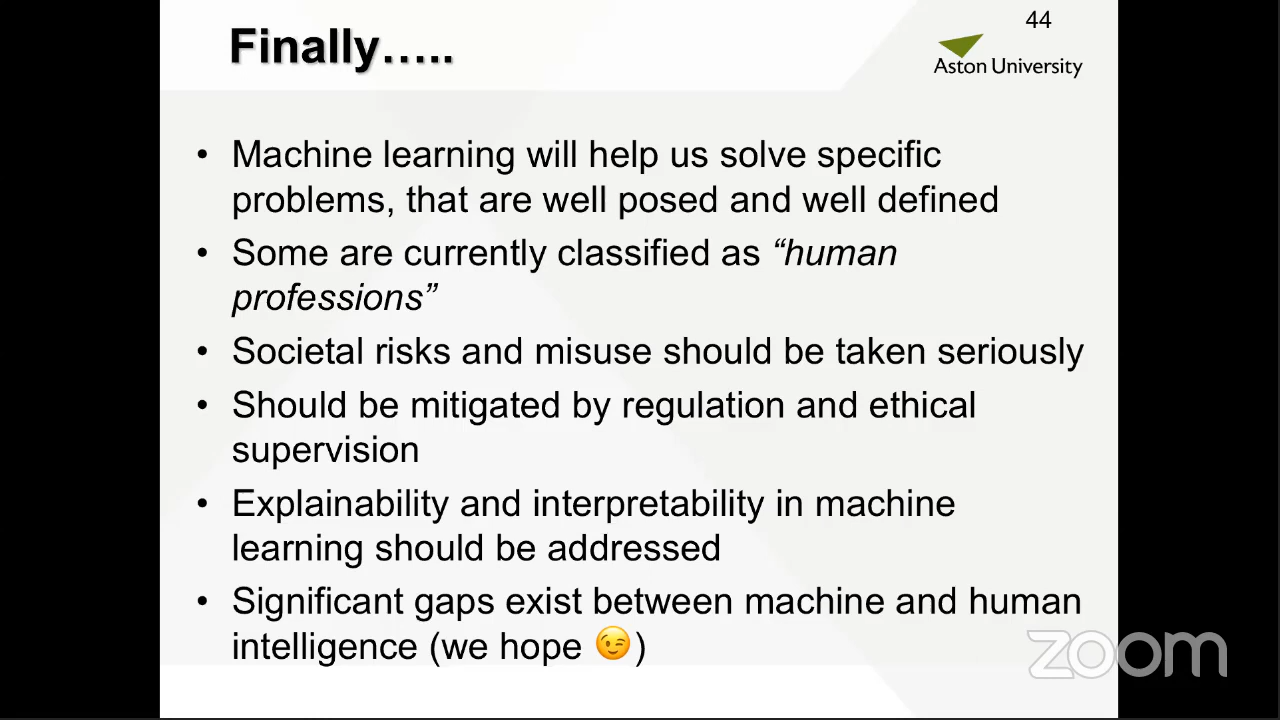 44
Finally…..
Aston University
• Machine learning will help us solve specific
problems, that are well posed and well defined
• Some are currently classified as “human
professions”
• Societal risks and misuse should be taken seriously
• Should be mitigated by regulation and ethical
supervision
• Explainability and interpretability in machine
learning should be addressed
• Significant gaps exist between machine and human
intelligence (we hope 😉)
zoom